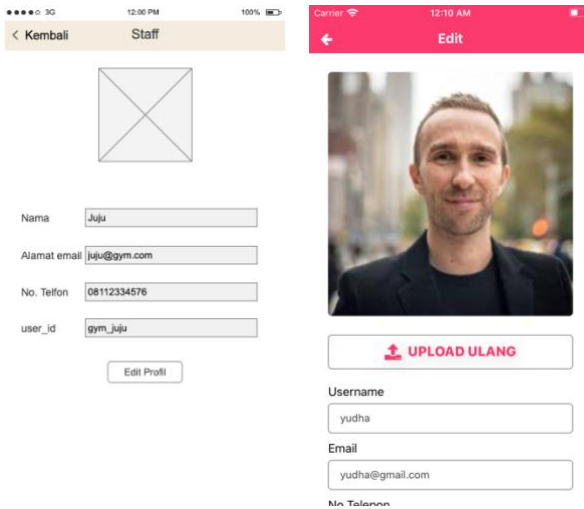 3G 12:00 PM 100%
Kembali Staff
Nama Juju
Alamat email juju@gym.com
No. Telfon 08112334576
user_id gym_juju
Edit Profil
Carrier 12:10 AM
Edit
UPLOAD ULANG
Username
yudha
Email
yudha@gmail.com
No Telepon